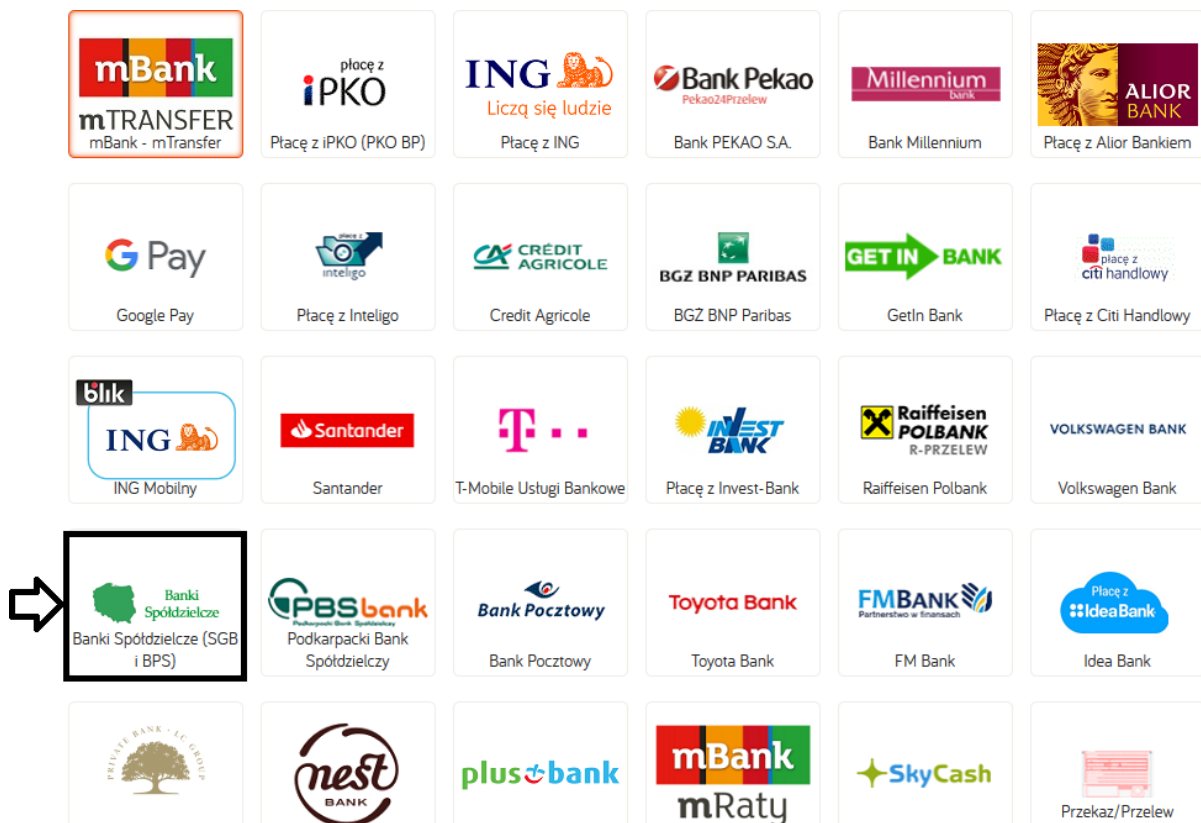 mBank
mTRANSFER
mBank - mTransfer
płacę z
iPKO
Płacę z iPKO (PKO BP)
ING
Liczą się ludzie
Płacę z ING
Bank Pekao
Pekao24Przelew
Bank PEKAO S.A.
Millennium
bank
Bank Millennium
ALIOR
BANK
Płacę z Alior Bankiem
G Pay
Google Pay
płacę z
inteligo
Płacę z Inteligo
CRÉDIT
AGRICOLE
Credit Agricole
BGŻ BNP PARIBAS
BGŻ BNP Paribas
GET IN BANK
GetIn Bank
płacę z
citi handlowy
Płacę z Citi Handlowy
blik
ING
ING Mobilny
Santander
Santander
T
T-Mobile Usługi Bankowe
INVEST
BANK
Płacę z Invest-Bank
Raiffeisen
POLBANK
R-PRZELEW
Raiffeisen Polbank
VOLKSWAGEN BANK
Volkswagen Bank
Banki
Spółdzielcze
Banki Spółdzielcze (SGB
i BPS)
PBSbank
Podkarpacki Bank Spółdzielczy
Podkarpacki Bank
Spółdzielczy
Bank Pocztowy
Bank Pocztowy
Toyota Bank
Toyota Bank
FMBANK
Partnerstwo w finansach
FM Bank
Płacę z
IdeaBank
Idea Bank
PRIVATE BANK · LC GROUP
nest
BANK
plusbank
mBank
mRaty
SkyCash
Przekaz/Przelew